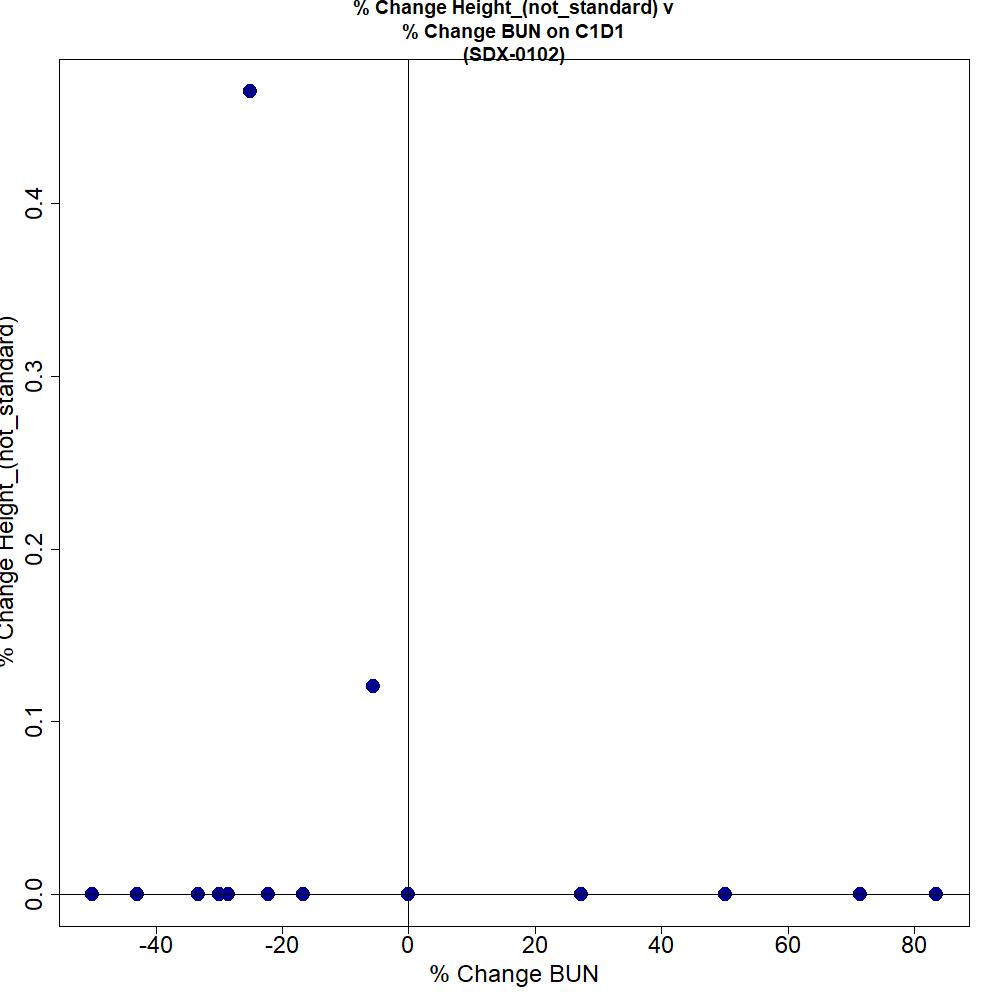 % Change Height_(not_standard) v
% Change BUN on C1D1
(SDX-0102)
% Change Height_(not_standard)
0.4
0.3
0.2
0.1
0.0
-40
-20
0
20
40
60
80
% Change BUN